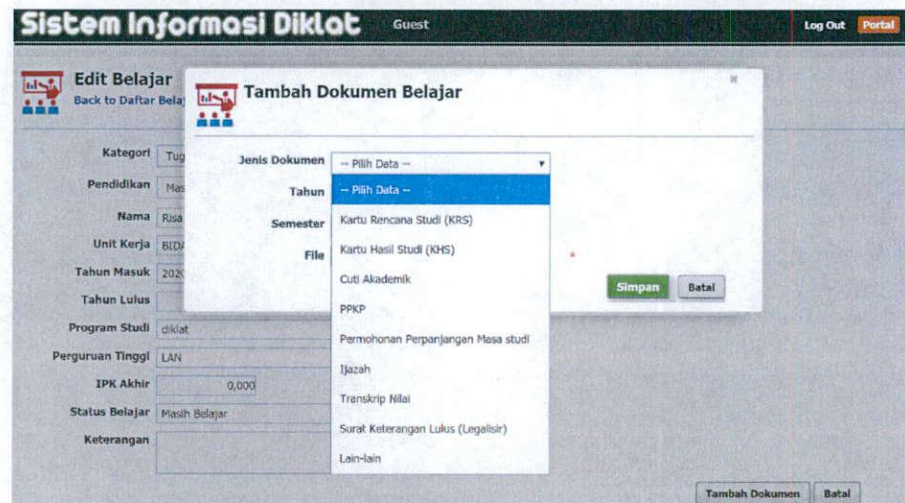 Sistem Informasi Diklat Guest Log Out Portal
Edit Belajar
Back to Daftar Bela
Tambah Dokumen Belajar
Kategori Tug
Pendidikan Mas
Nama Risa
Unit Kerja BIDA
Tahun Masuk 2020
Tahun Lulus
Program Studi diklat
Perguruan Tinggi LAN
IPK Akhir 0,000
Status Belajar Masih Belajar
Keterangan
Jenis Dokumen -- Pilih Data --
Tahun
Semester
File
-- Pilih Data --
Kartu Rencana Studi (KRS)
Kartu Hasil Studi (KHS)
Cuti Akademik
PPKP
Permohonan Perpanjangan Masa studi
Ijazah
Transkrip Nilai
Surat Keterangan Lulus (Legalisir)
Lain-lain
Simpan Batal
Tambah Dokumen Batal